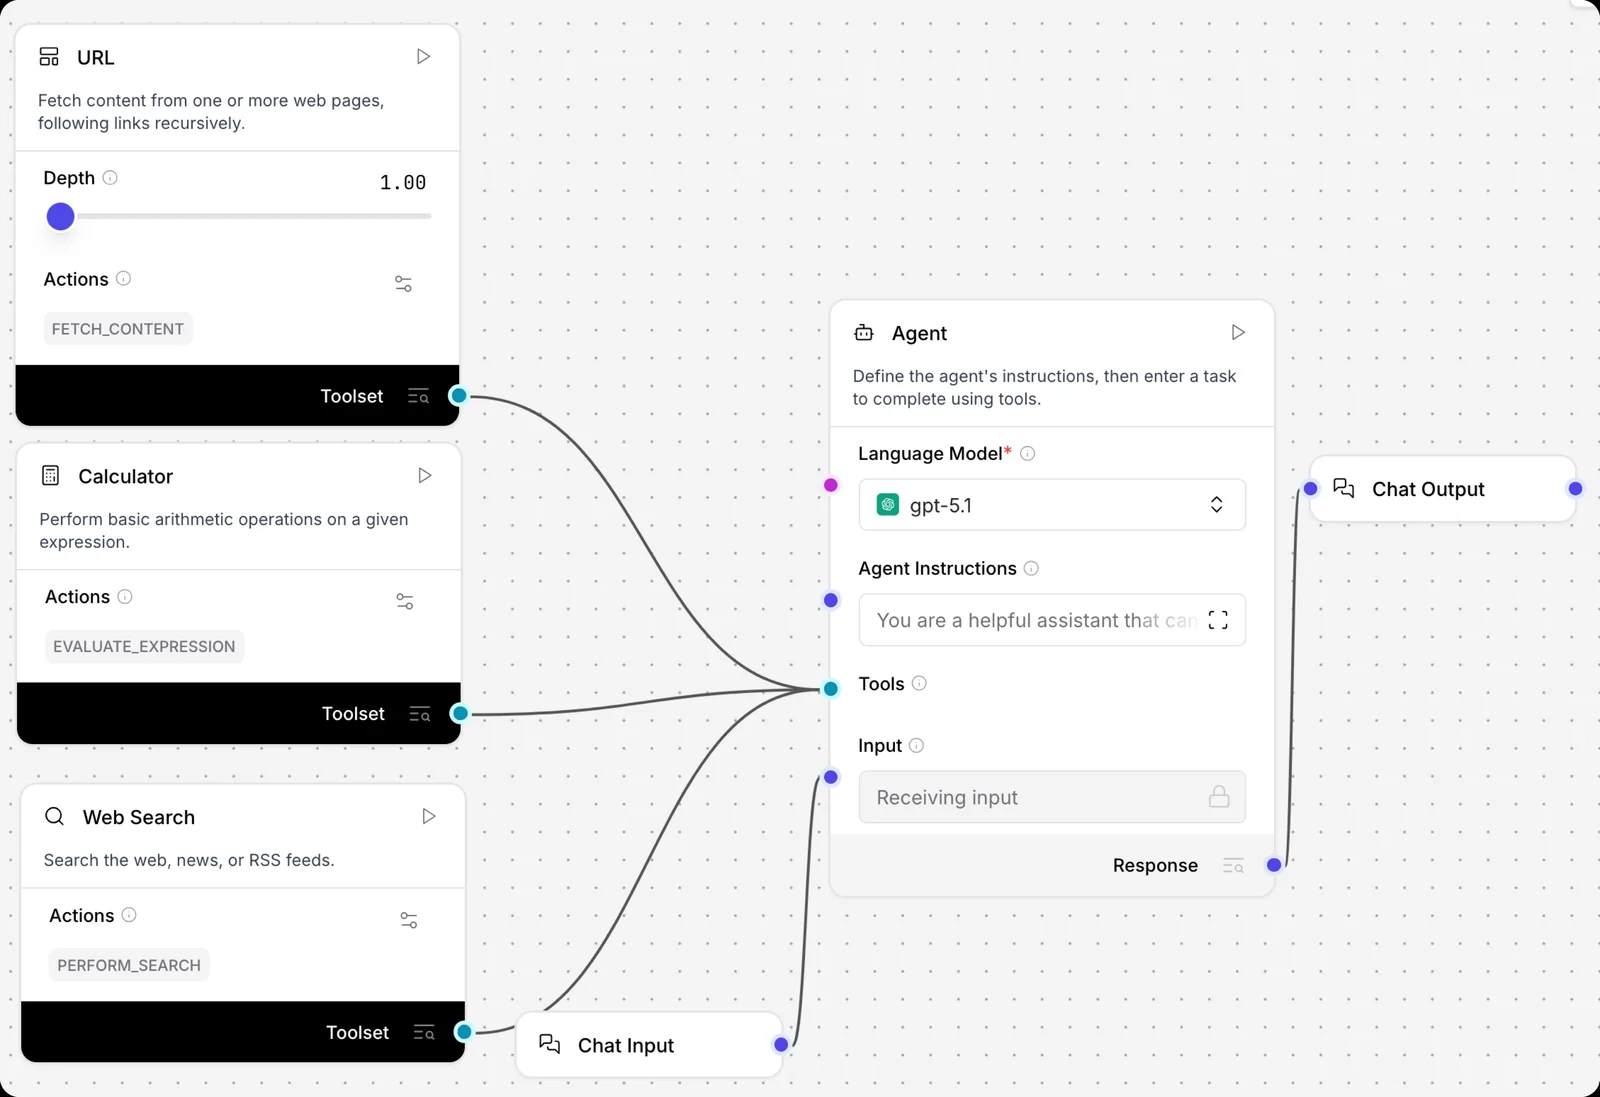 URL
Fetch content from one or more web pages,
following links recursively.
Depth
1.00
Actions
FETCH_CONTENT
Toolset
Calculator
Perform basic arithmetic operations on a given
expression.
Actions
EVALUATE_EXPRESSION
Toolset
Web Search
Search the web, news, or RSS feeds.
Actions
PERFORM_SEARCH
Toolset
Chat Input
Agent
Define the agent's instructions, then enter a task
to complete using tools.
Language Model*
gpt-5.1
Agent Instructions
You are a helpful assistant that can
Tools
Input
Receiving input
Response
Chat Output